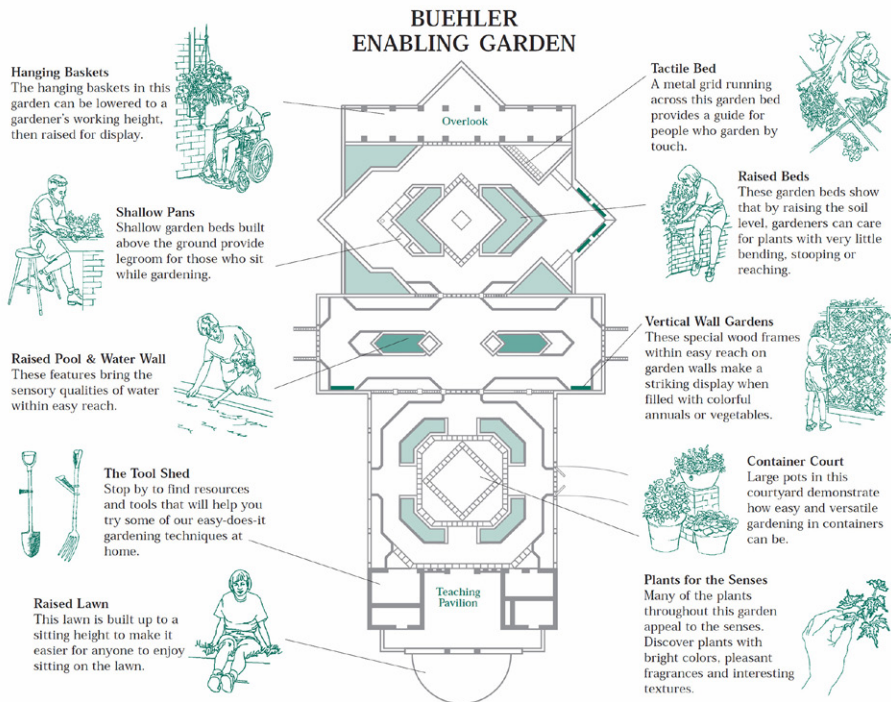 BUEHLER
ENABLING GARDEN
Hanging Baskets
The hanging baskets in this
garden can be lowered to a
gardener's working height,
then raised for display.
Shallow Pans
Shallow garden beds built
above the ground provide
legroom for those who sit
while gardening.
Raised Pool & Water Wall
These features bring the
sensory qualities of water
within easy reach.
The Tool Shed
Stop by to find resources
and tools that will help you
try some of our easy-does-it
gardening techniques at
home.
Raised Lawn
This lawn is built up to a
sitting height to make it
easier for anyone to enjoy
sitting on the lawn.
Overlook
Teaching
Pavilion
Tactile Bed
A metal grid running
across this garden bed
provides a guide for
people who garden by
touch.
Raised Beds
These garden beds show
that by raising the soil
level, gardeners can care
for plants with very little
bending, stooping or
reaching.
Vertical Wall Gardens
These special wood frames
within easy reach on
garden walls make a
striking display when
filled with colorful
annuals or vegetables.
Container Court
Large pots in this
courtyard demonstrate
how easy and versatile
gardening in containers
can be.
Plants for the Senses
Many of the plants
throughout this garden
appeal to the senses.
Discover plants with
bright colors, pleasant
fragrances and interesting
textures.